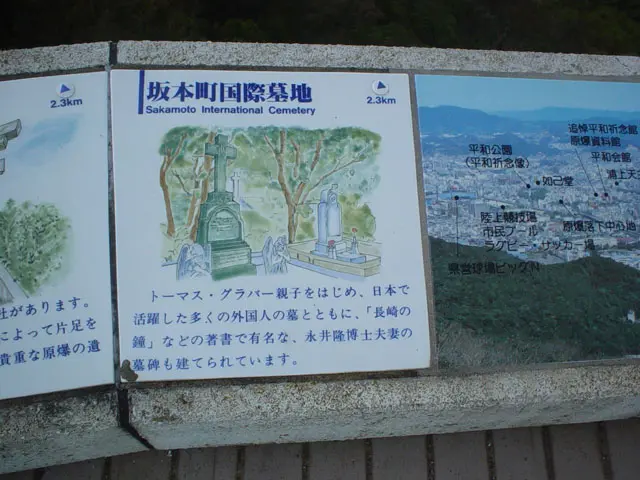 2.3km
社があります。
によって片足を
貴重な原爆の遺
坂本町国際墓地
Sakamoto International Cemetery
2.3km
トーマス・グラバー親子をはじめ、日本で
活躍した多くの外国人の墓とともに、「長崎の
鐘」などの著書で有名な、永井隆博士夫妻の
墓碑も建てられています。
追悼平和祈念館
原爆資料館
平和会館
平和公園
(平和祈念像)
浦上天主
如己堂
陸上競技場
市民プール
ラグビー・サッカー場
原爆落下中心地
県営球場ビッグN